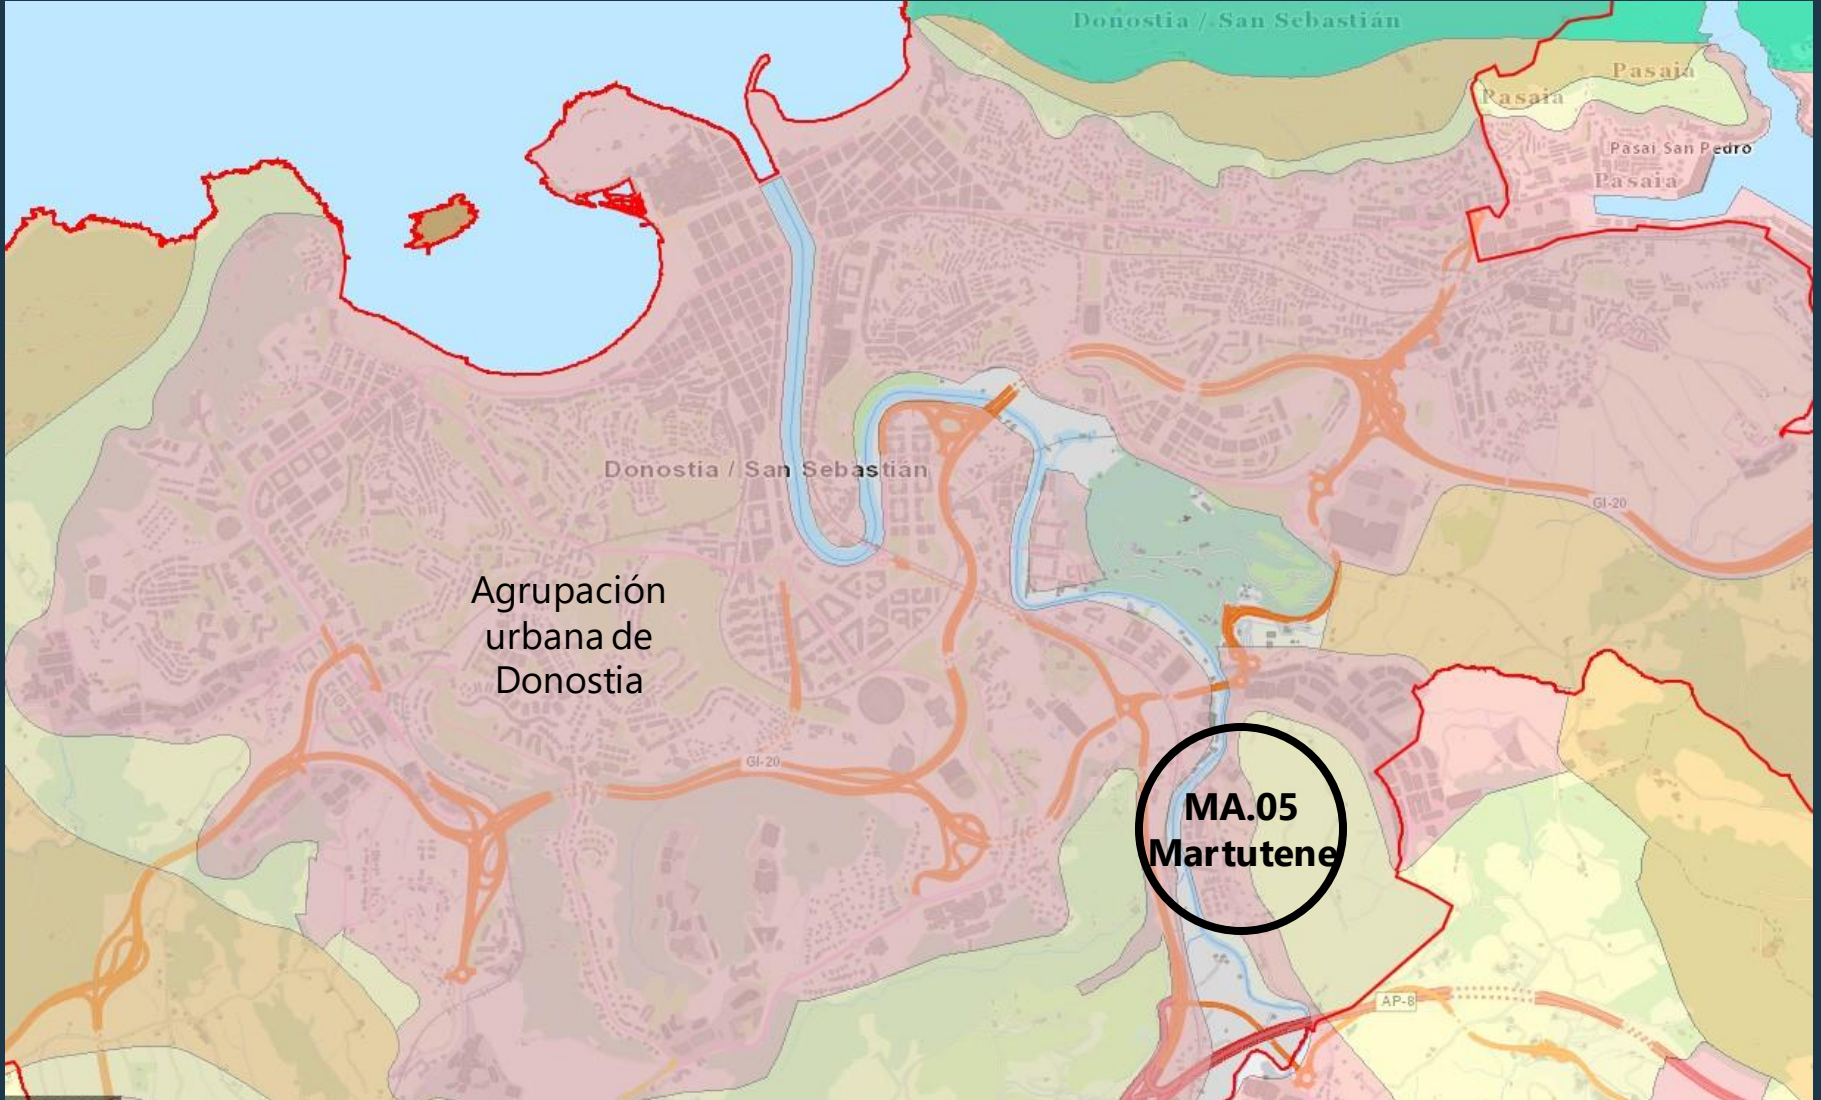 Donostia / San Sebastián
Pasaia
Pasaia
Pasai San Pedro
Pasaia
Donostia / San Sebastián
GI-20
Agrupación
urbana de
Donostia
GI-20
MA.05
Martutene
AP-8